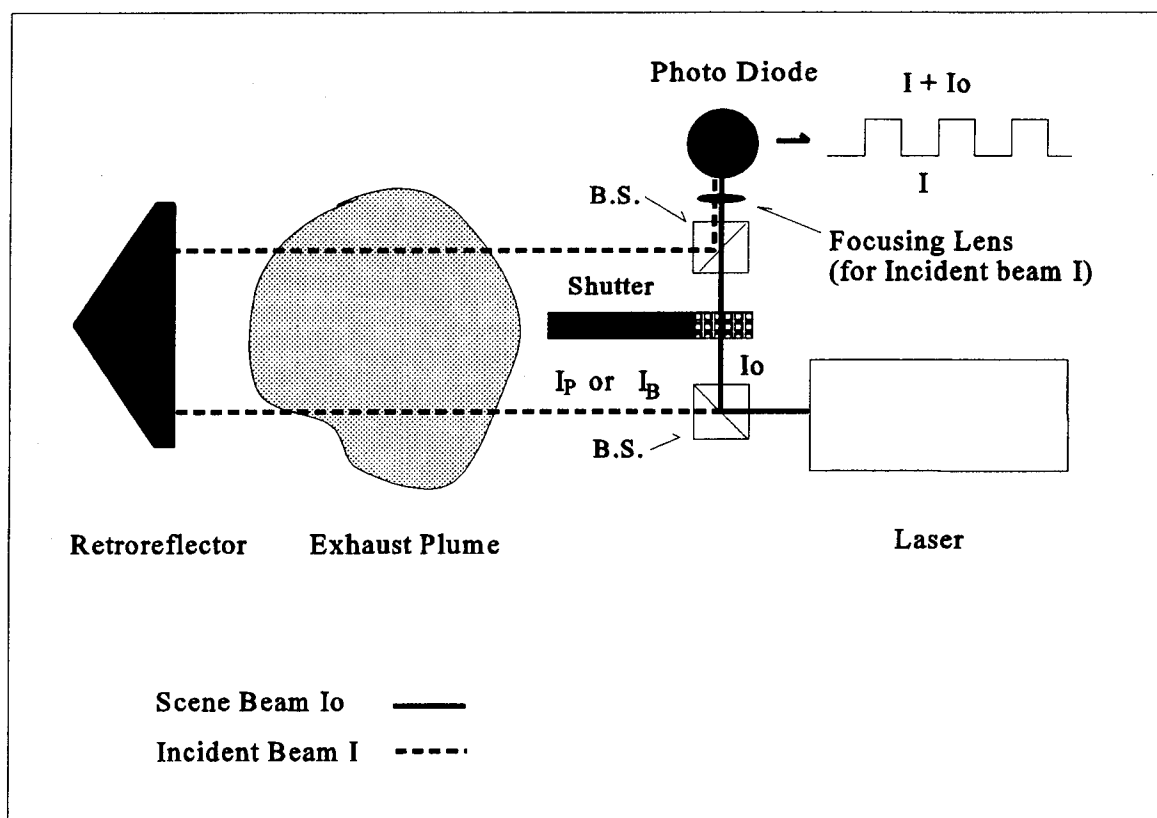 Photo Diode
I + Io
I
B.S.
Focusing Lens
(for Incident beam I)
Shutter
Io
IP or IB
B.S.
Retroreflector
Exhaust Plume
Laser
Scene Beam Io
Incident Beam I